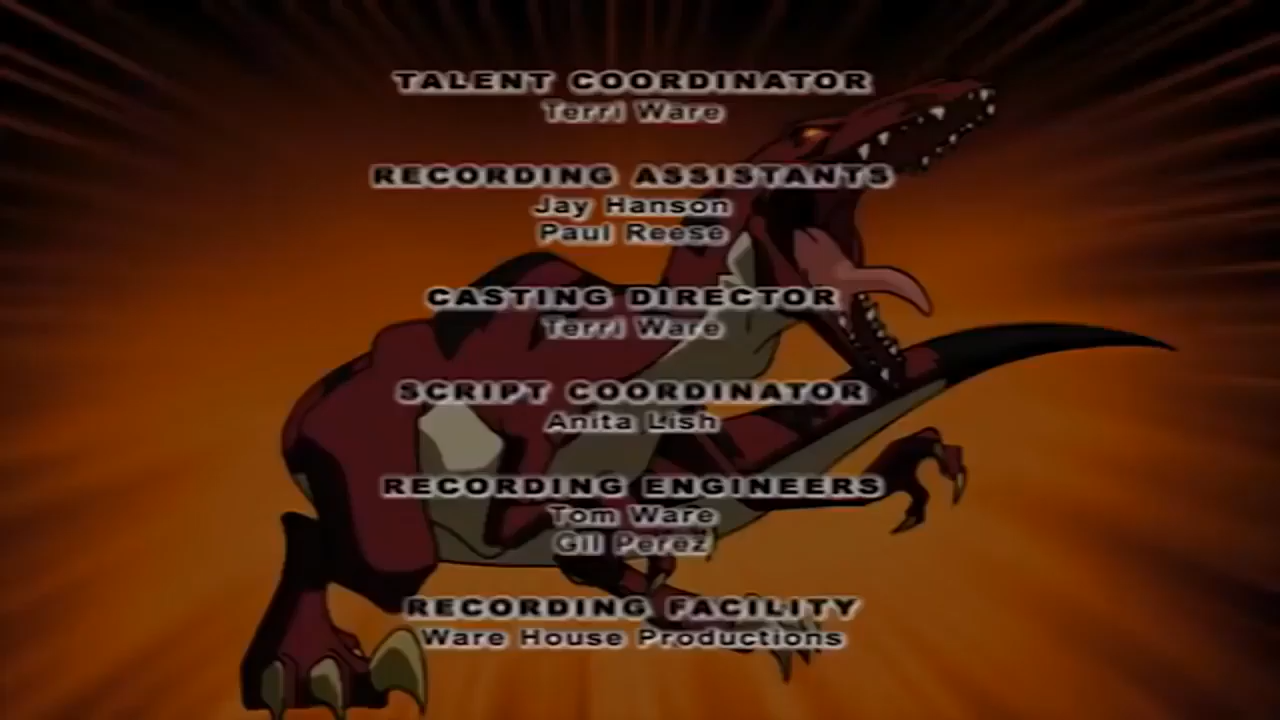 TALENT COORDINATOR
Terri Ware
RECORDING ASSISTANTS
Jay Hanson
Paul Reese
CASTING DIRECTOR
Terri Ware
SCRIPT COORDINATOR
Anita Lish
RECORDING ENGINEERS
Tom Ware
Gil Perez
RECORDING FACILITY
Ware House Productions